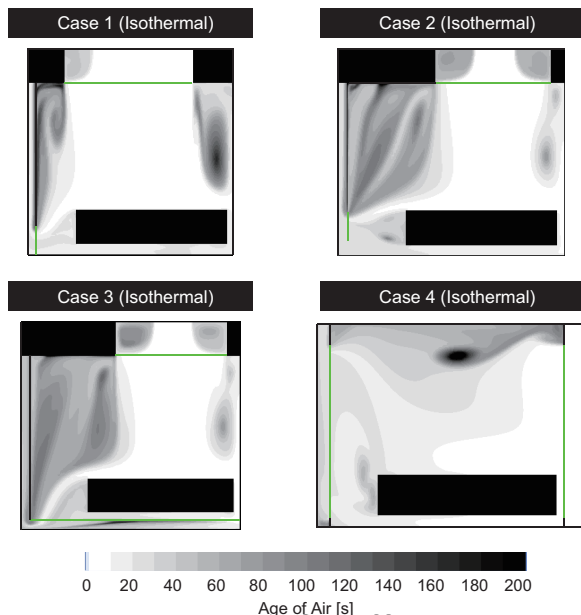 Case 1 (Isothermal)
Case 2 (Isothermal)
Case 3 (Isothermal)
Case 4 (Isothermal)
0 20 40 60 80 100 120 140 160 180 200
Age of Air [s]